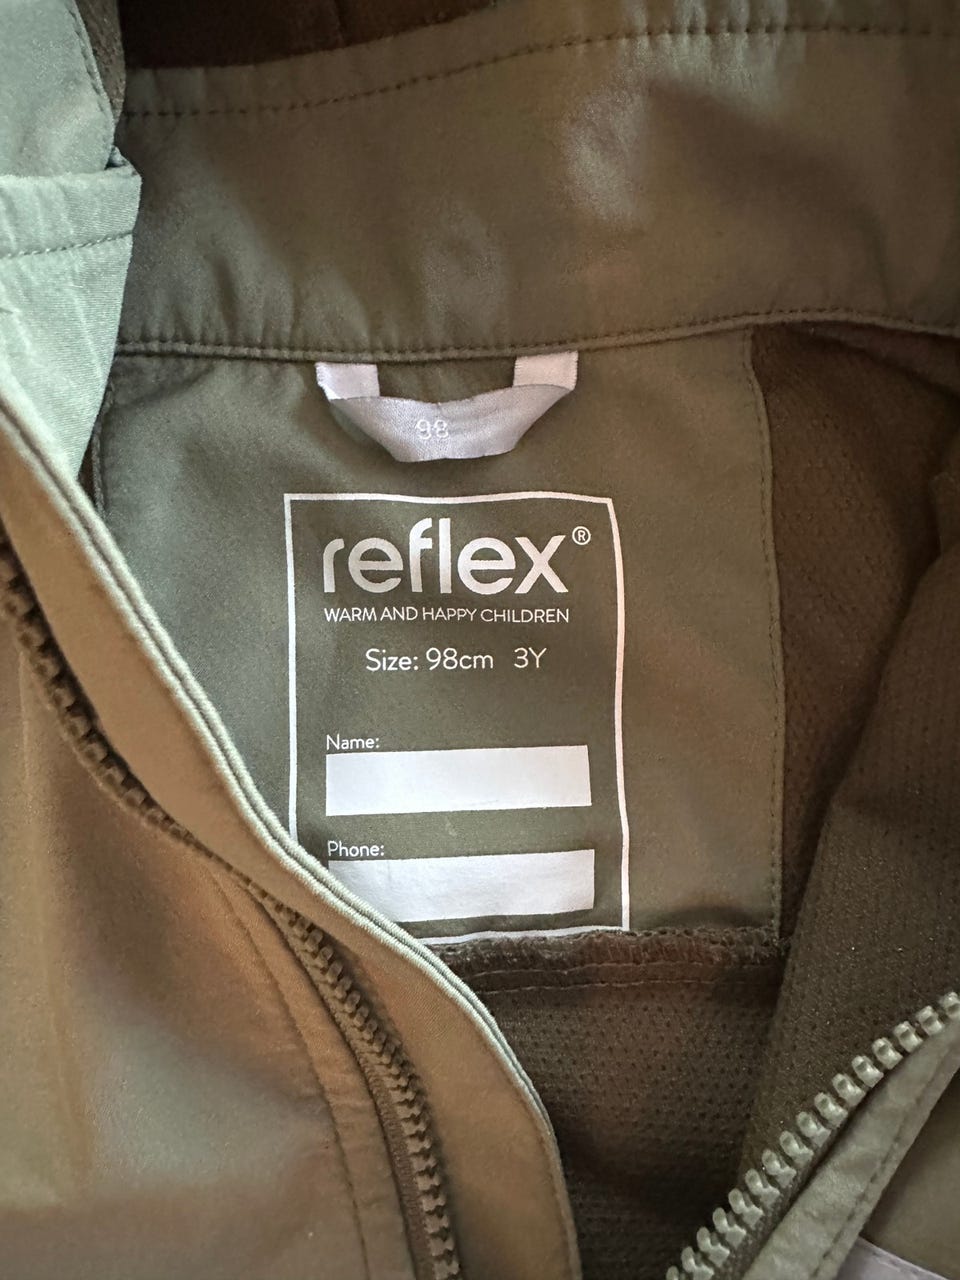 98
reflex®
WARM AND HAPPY CHILDREN
Size: 98cm 3Y
Name:
Phone: